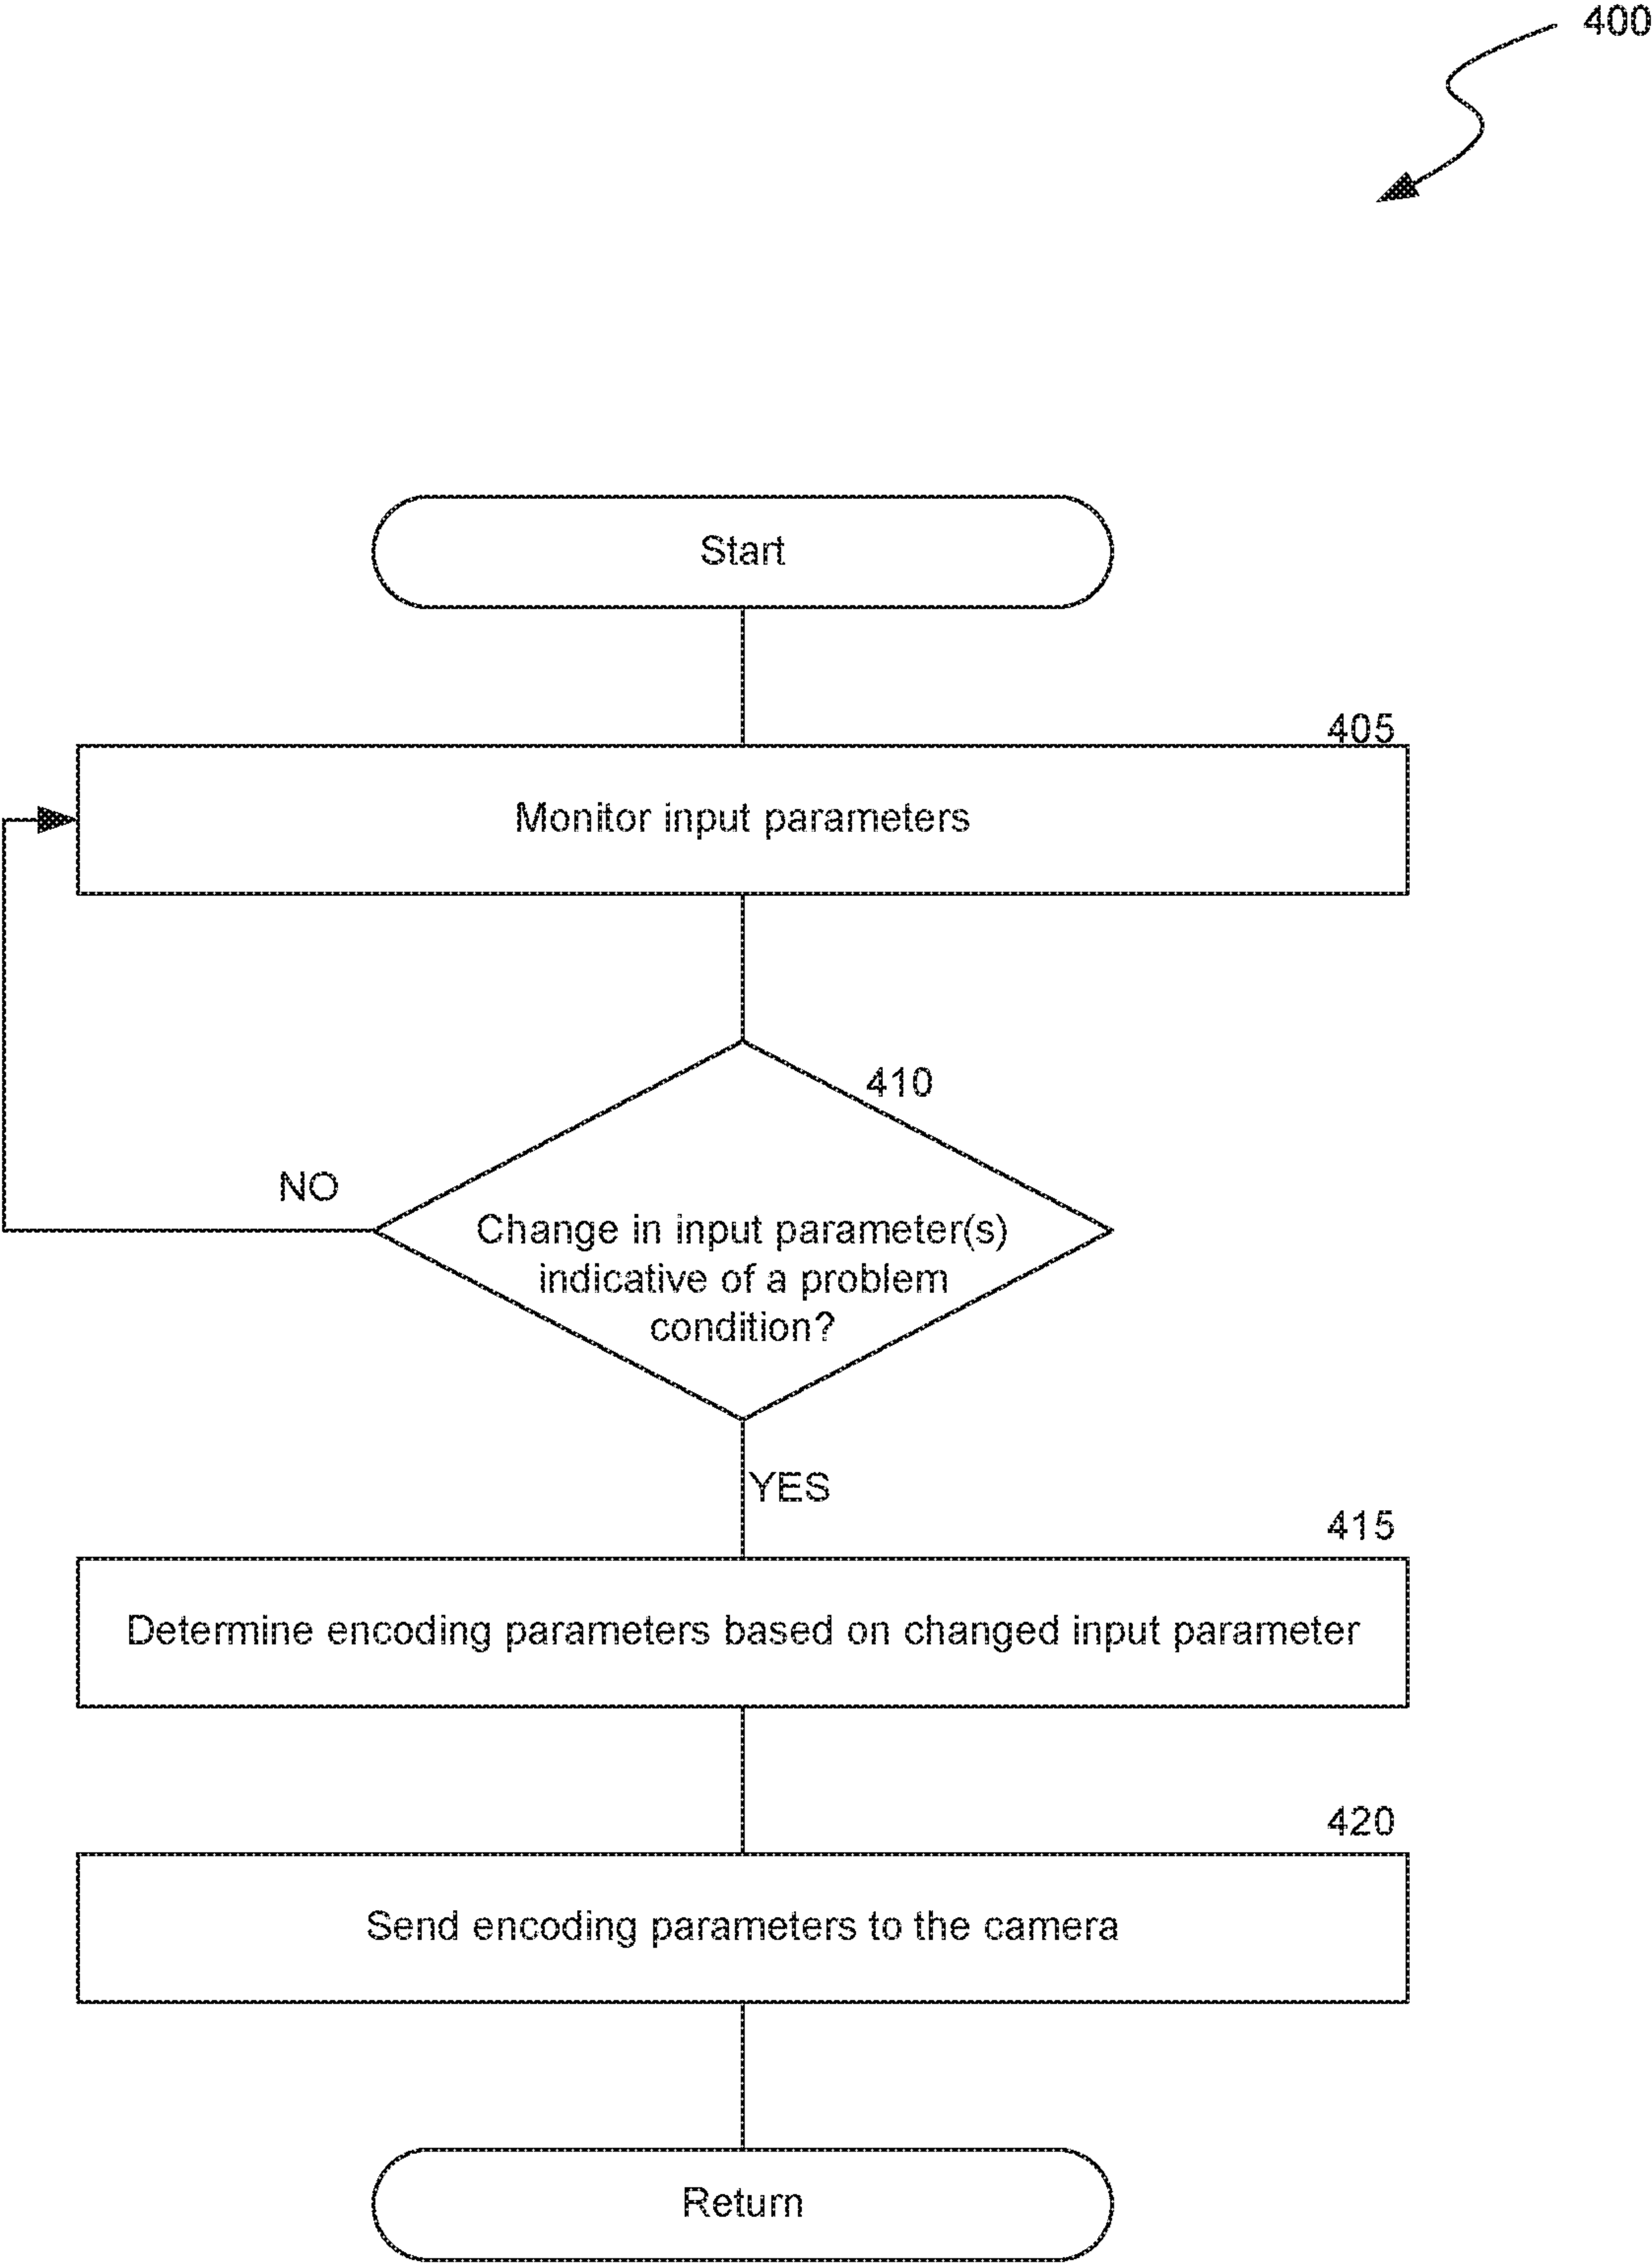 400
Start
405
Monitor input parameters
410
NO
Change in input parameter(s)
indicative of a problem
condition?
YES
415
Determine encoding parameters based on changed input parameter
420
Send encoding parameters to the camera
Return